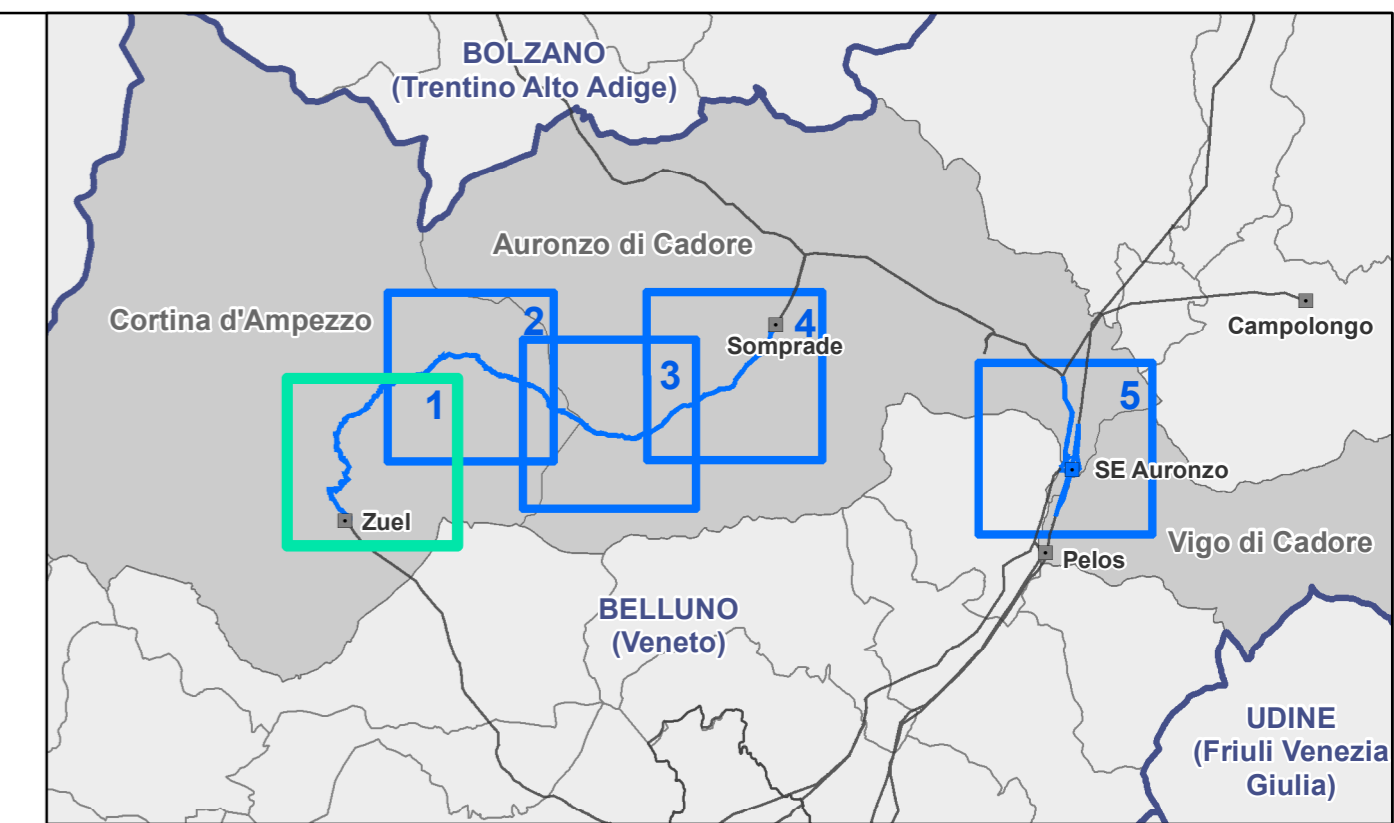 BOLZANO
(Trentino Alto Adige)
Auronzo di Cadore
Cortina d'Ampezzo
2
4
Campolongo
Somprade
3
1
5
SE Auronzo
Zuel
Vigo di Cadore
Pelos
BELLUNO
(Veneto)
UDINE
(Friuli Venezia
Giulia)